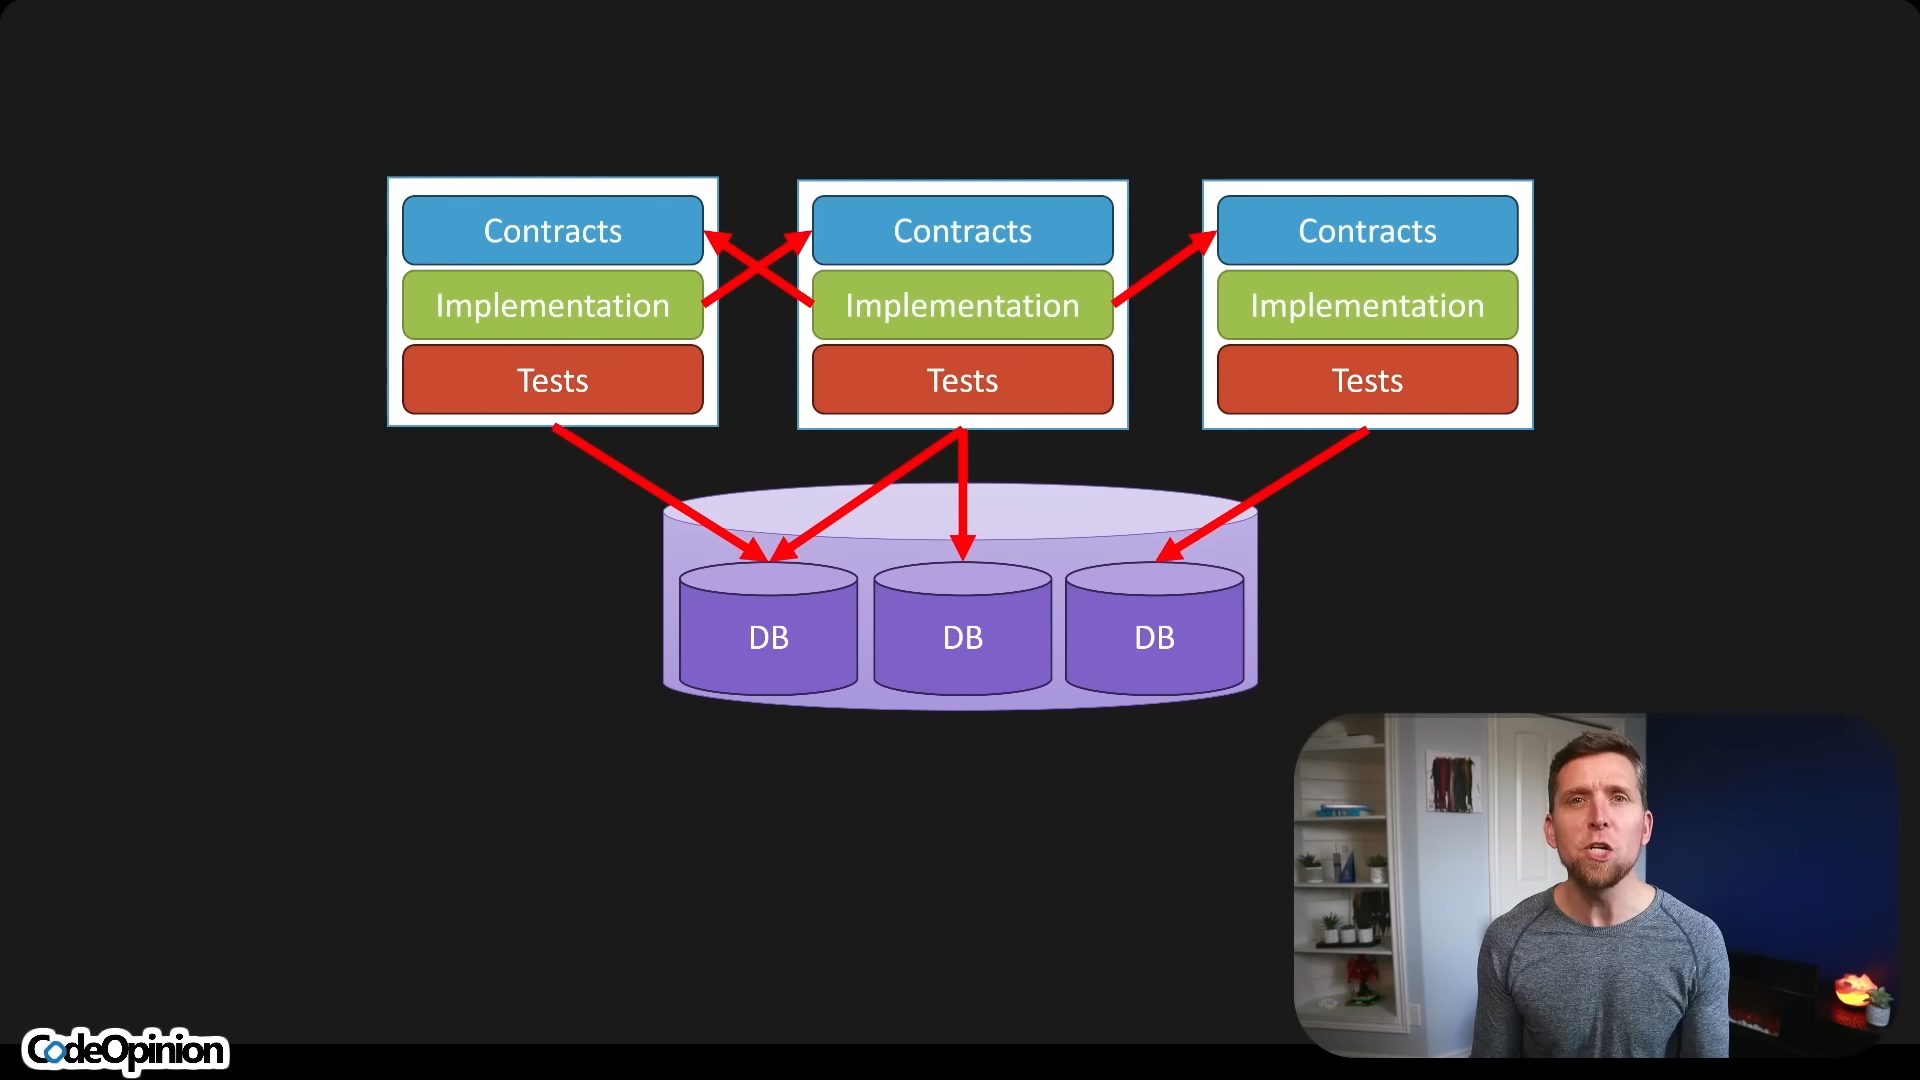 Contracts
Implementation
Tests
Contracts
Implementation
Tests
Contracts
Implementation
Tests
DB
DB
DB
CodeOpinion